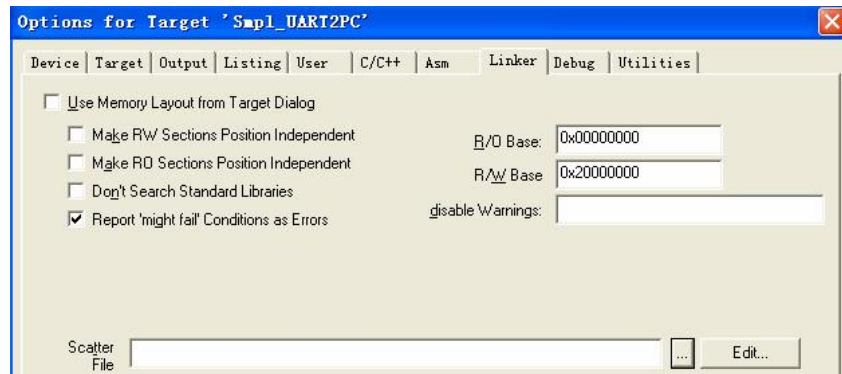 Options for Target 'Smpl_UART2PC'
Device Target Output Listing User C/C++ Asm Linker Debug Utilities
Use Memory Layout from Target Dialog
Make RW Sections Position Independent
Make RO Sections Position Independent
Don't Search Standard Libraries
Report 'might fail' Conditions as Errors
R/O Base: 0x00000000
R/W Base 0x20000000
disable Warnings:
Scatter
File
... Edit...